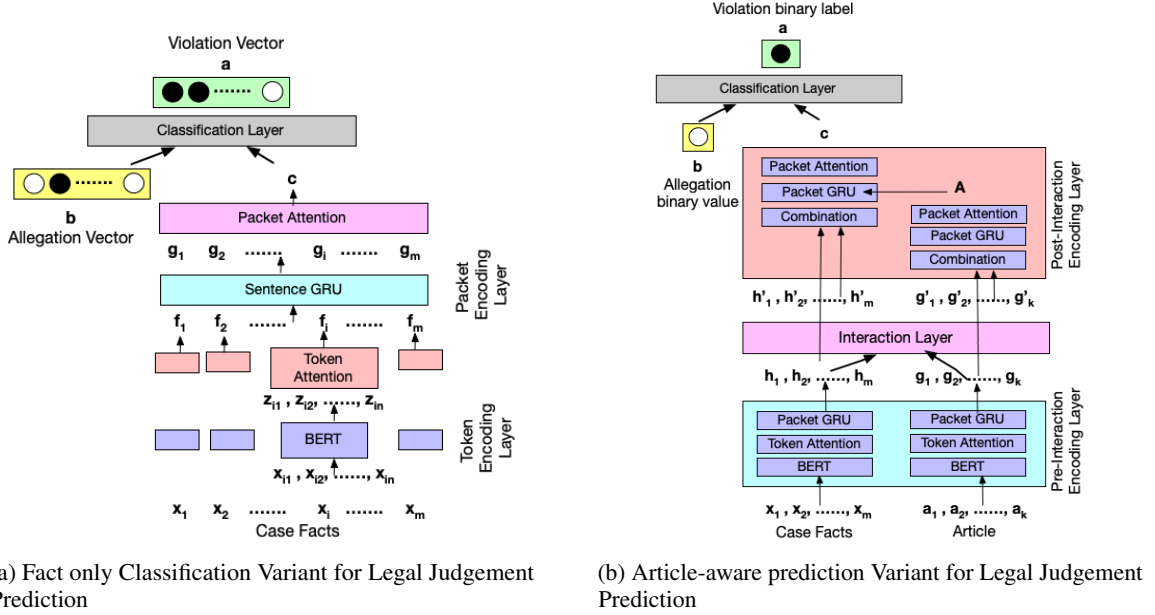 Violation Vector
a
.......
Classification Layer
.......
b
Allegation Vector
c
Packet Attention
g1 g2 ....... gi ....... gm
Sentence GRU
f1 f2 ....... fi ....... fm
Token
Attention
zi1 , zi2, ......, zin
BERT
xi1 , xi2, ......, xin
x1 x2 ....... xi ....... xm
Case Facts
Packet
Encoding
Layer
Token
Encoding
Layer
(a) Fact only Classification Variant for Legal Judgement
Prediction
Violation binary label
a
Classification Layer
b
Allegation
binary value
c
Packet Attention
Packet GRU
A
Combination
Packet Attention
Packet GRU
Combination
Post-Interaction
Encoding Layer
h'1 , h'2, ......, h'm
g'1 , g'2, ......, g'k
Interaction Layer
h1 , h2, ......, hm
g1 , g2, ......, gk
Packet GRU
Token Attention
BERT
Packet GRU
Token Attention
BERT
Pre-Interaction
Encoding Layer
x1 , x2, ......, xm
Case Facts
a1 , a2, ......, ak
Article
(b) Article-aware prediction Variant for Legal Judgement
Prediction